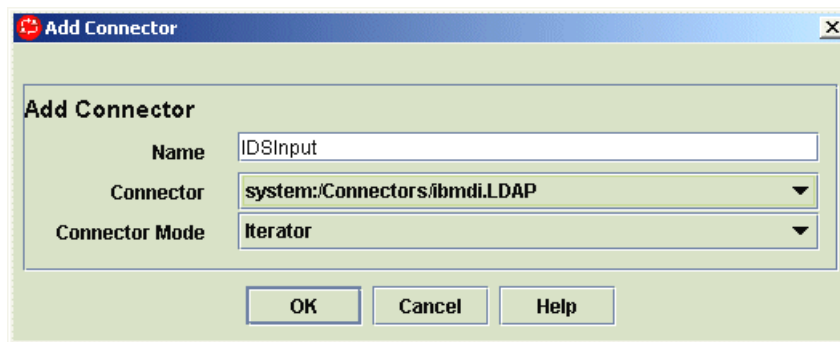 Add Connector
Add Connector
Name IDSInput
Connector system:/Connectors/ibmdi.LDAP
Connector Mode Iterator
OK Cancel Help